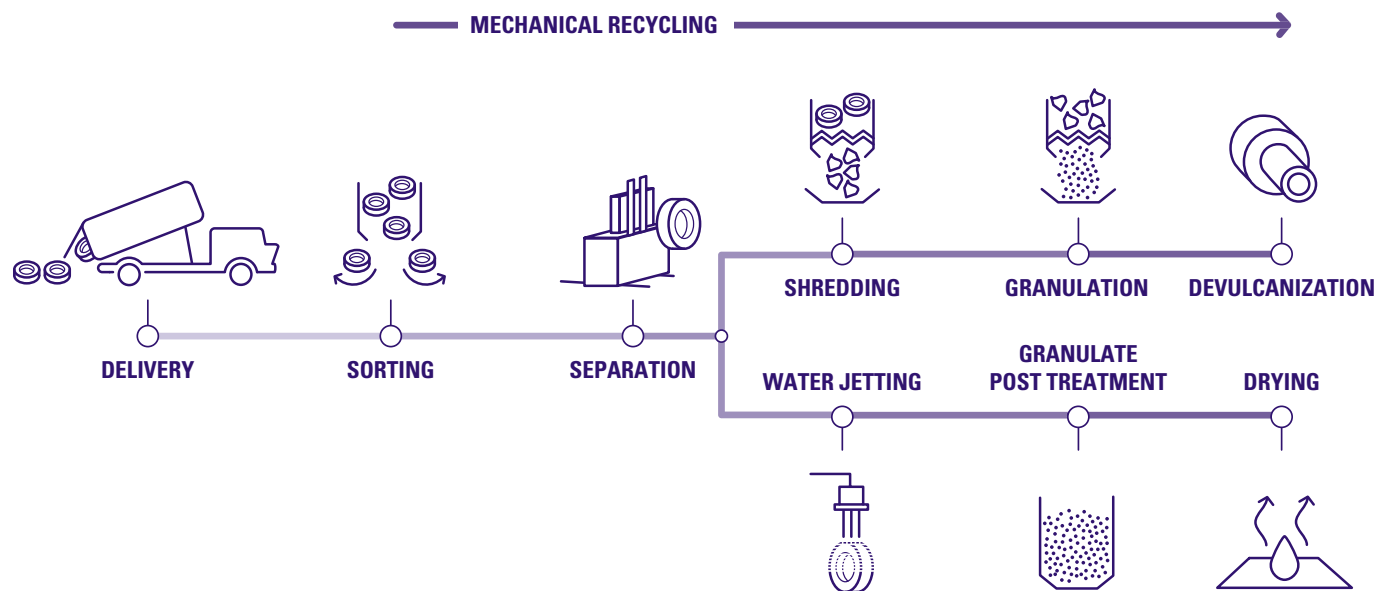 MECHANICAL RECYCLING
SHREDDING
GRANULATION
DEVULCANIZATION
DELIVERY
SORTING
SEPARATION
WATER JETTING
GRANULATE
POST TREATMENT
DRYING